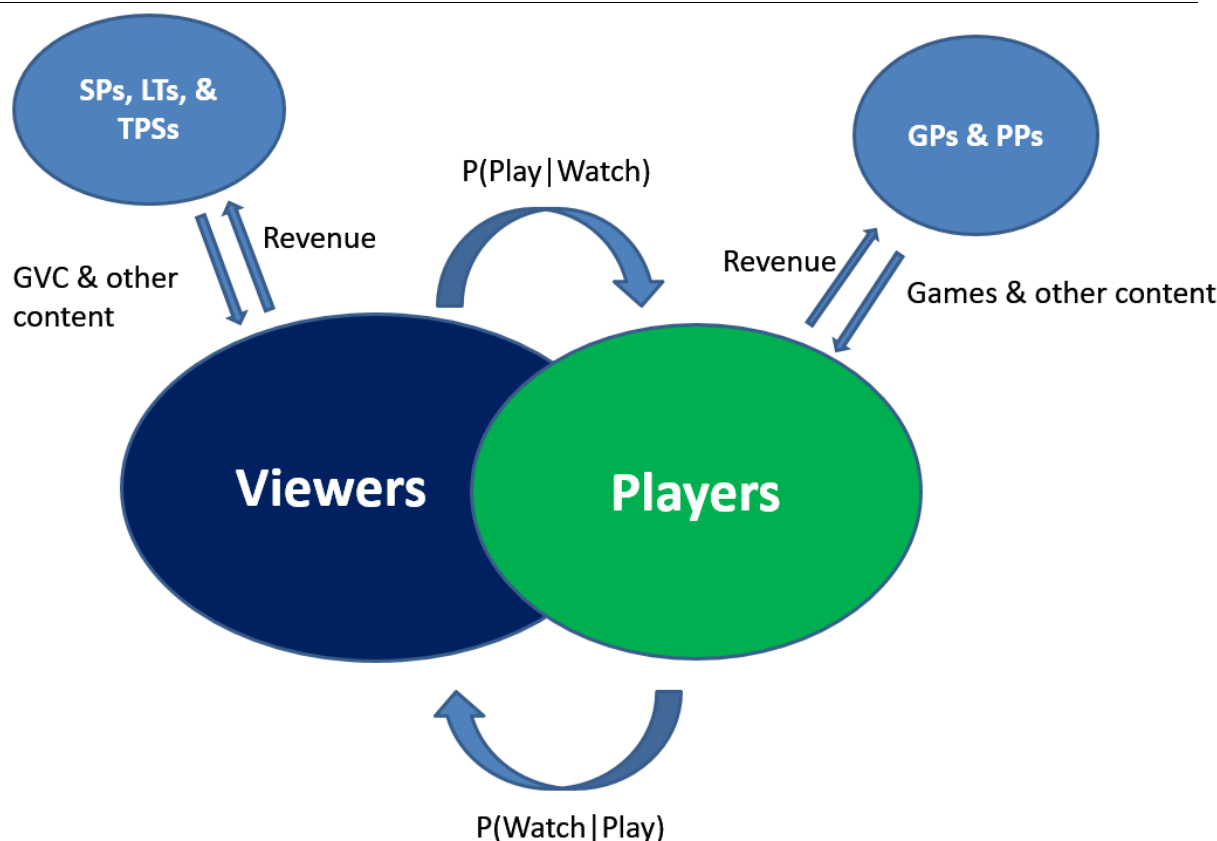 SPs, LTs, &
TPSs
GPs & PPs
P(Play|Watch)
Revenue
GVC & other
content
Revenue
Games & other content
Viewers
Players
P(Watch|Play)